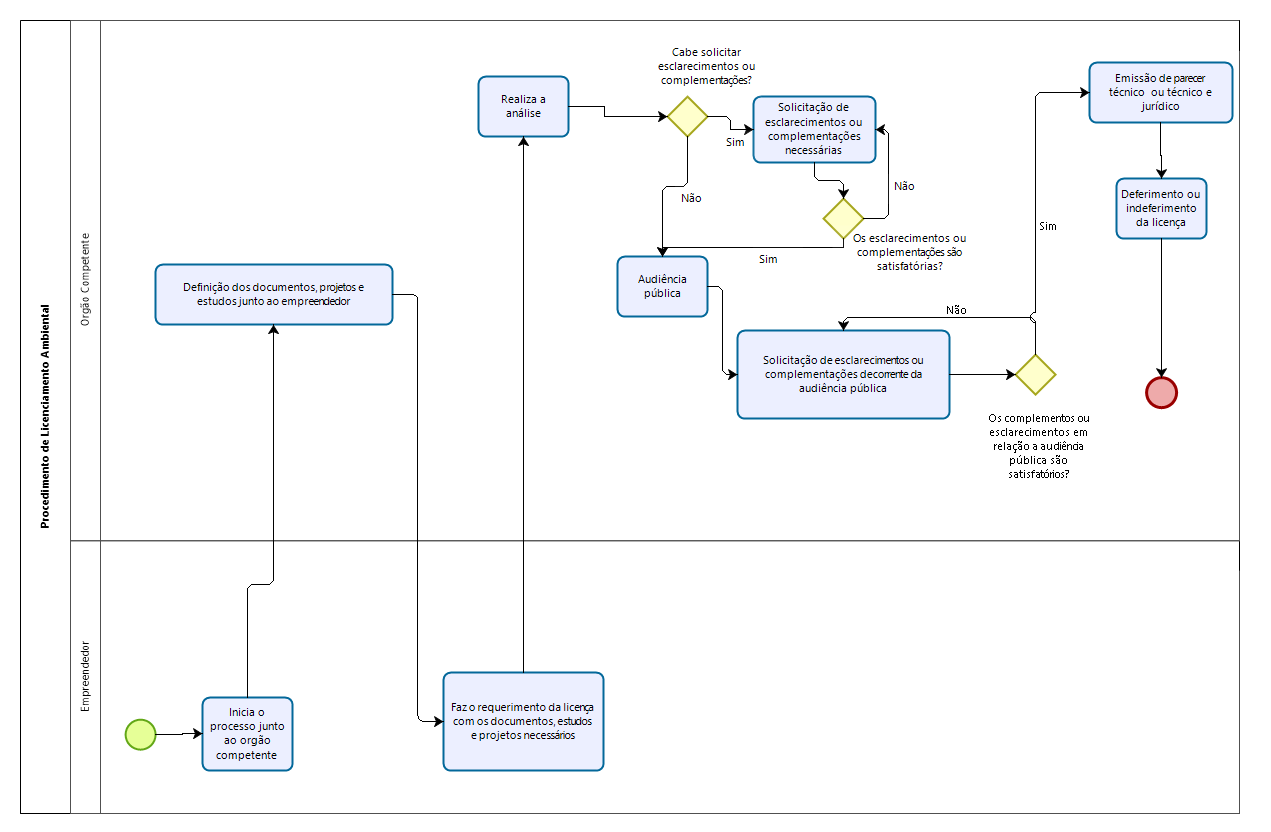 Procedimento de Licenciamento Ambiental
Orgão Competente
Empreendedor
Inicia o
processo junto
ao orgão
competente
Definição dos documentos, projetos e
estudos junto ao empreendedor
Faz o requerimento da licença
com os documentos, estudos
e projetos necessários
Realiza a
análise
Cabe solicitar
esclarecimentos ou
complementações?
Sim
Não
Solicitação de
esclarecimentos ou
complementações
necessárias
Não
Os esclarecimentos ou
complementações são
satisfatórias?
Sim
Audiência
pública
Solicitação de esclarecimentos ou
complementações decorrente da
audiência pública
Não
Os complementos ou
esclarecimentos em
relação a audiência
pública são
satisfatórios?
Sim
Emissão de parecer
técnico ou técnico e
jurídico
Deferimento ou
indeferimento
da licença